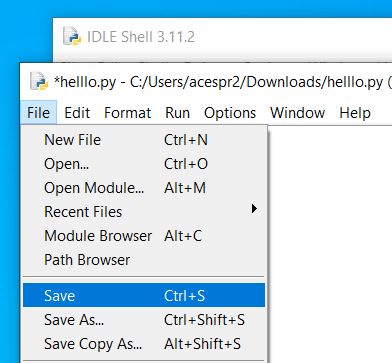 IDLE Shell 3.11.2
*helllo.py - C:/Users/acespr2/Downloads/helllo.py (
File Edit Format Run Options Window Help
New File Ctrl+N
Open... Ctrl+O
Open Module... Alt+M
Recent Files
Module Browser Alt+C
Path Browser
Save Ctrl+S
Save As... Ctrl+Shift+S
Save Copy As... Alt+Shift+S